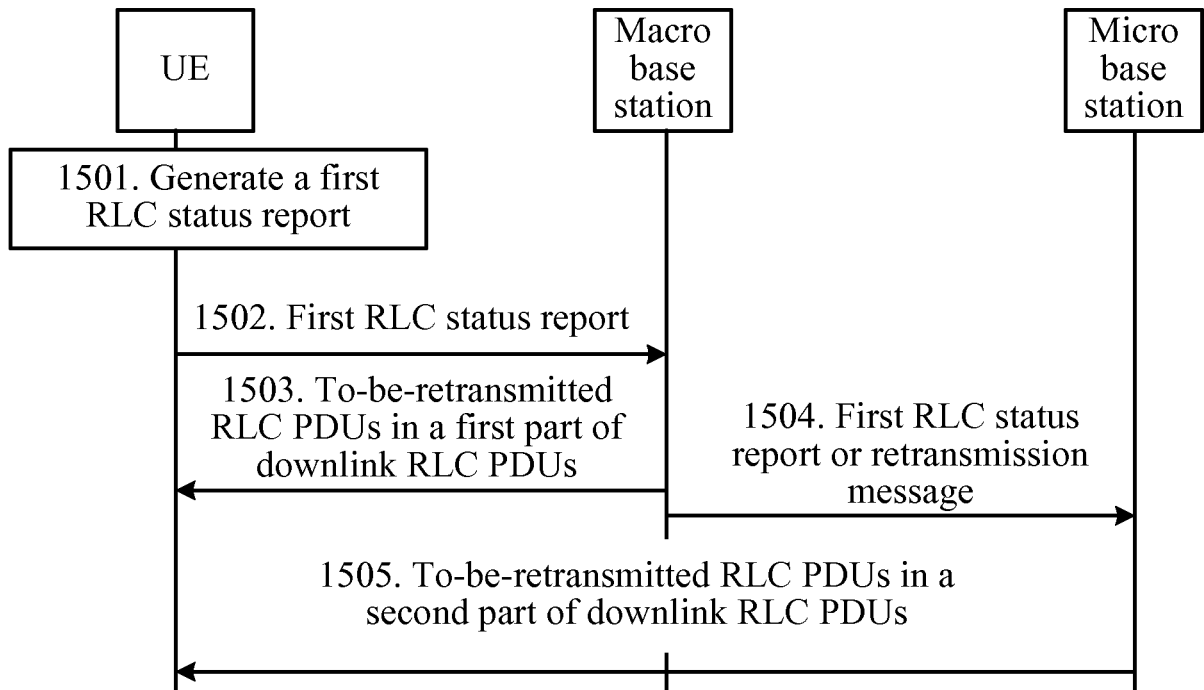 UE
Macro
base
station
Micro
base
station
1501. Generate a first
RLC status report
1502. First RLC status report
1503. To-be-retransmitted
RLC PDUs in a first part of
downlink RLC PDUs
1504. First RLC status
report or retransmission
message
1505. To-be-retransmitted RLC PDUs in a
second part of downlink RLC PDUs